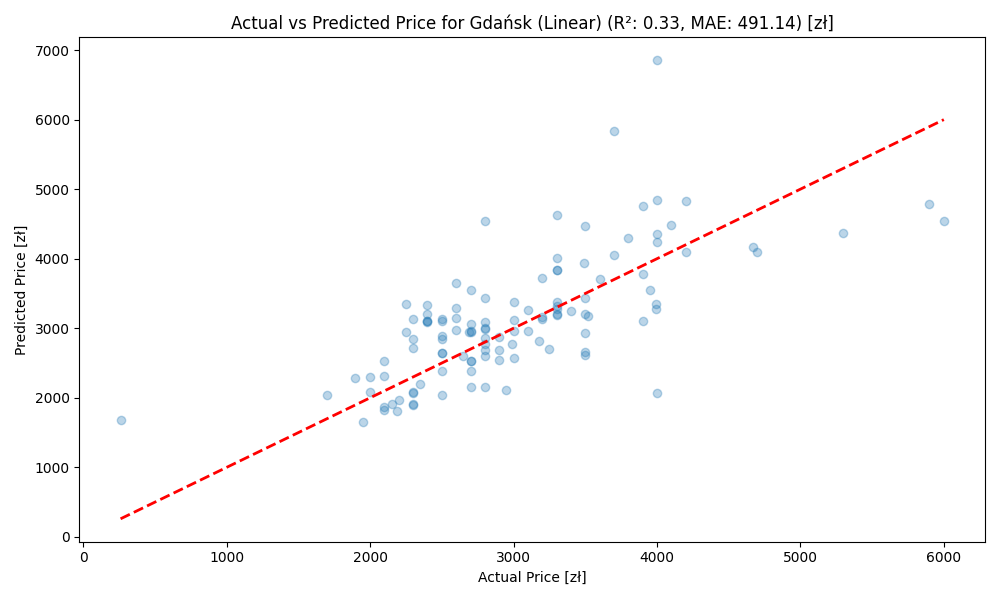 Actual vs Predicted Price for Gdańsk (Linear) (R²: 0.33, MAE: 491.14) [zł]
7000
6000
5000
4000
3000
2000
1000
0
Predicted Price [zł]
0 1000 2000 3000 4000 5000 6000
Actual Price [zł]